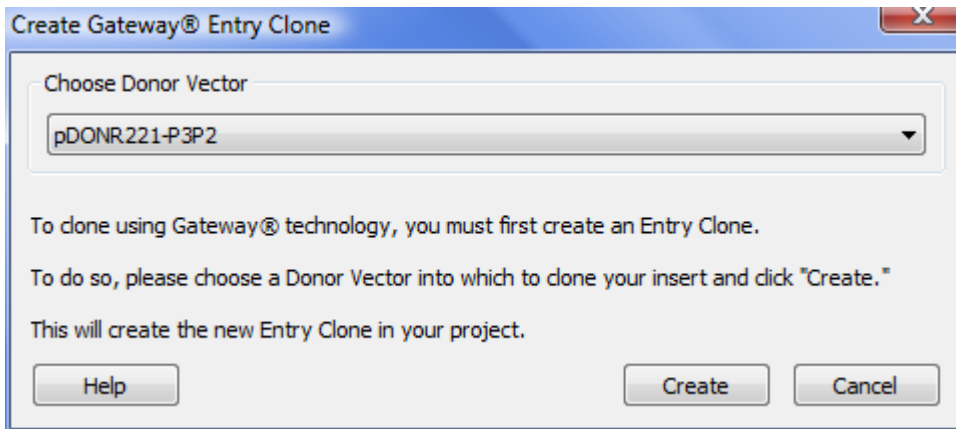 Create Gateway® Entry Clone
Choose Donor Vector
pDONR221-P3P2
To clone using Gateway® technology, you must first create an Entry Clone.
To do so, please choose a Donor Vector into which to clone your insert and click "Create."
This will create the new Entry Clone in your project.
Help
Create
Cancel